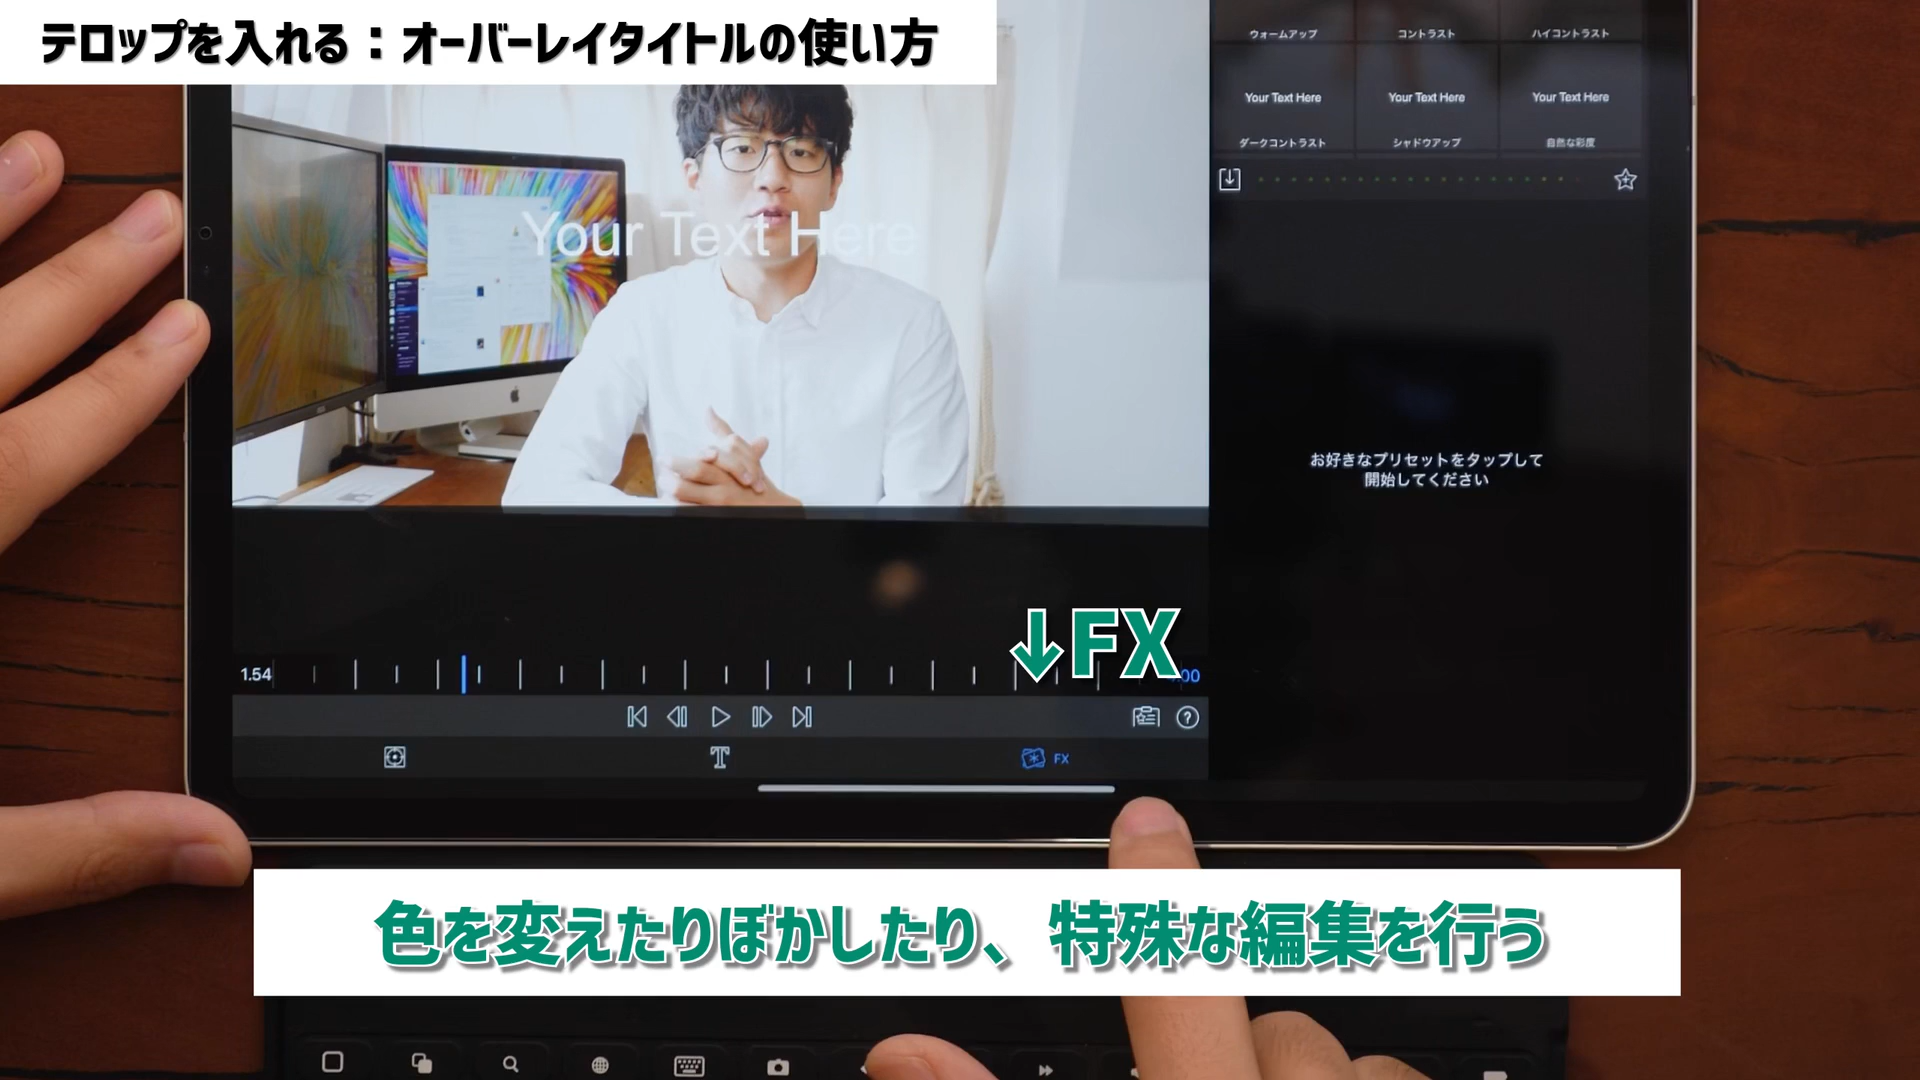 テロップを入れる：オーバーレイタイトルの使い方
ウォームアップ
コントラスト
ハイコントラスト
Your Text Here
Your Text Here
Your Text Here
ダークコントラスト
シャドウアップ
自然な彩度
Your Text Here
お好きなプリセットをタップして
開始してください
↓FX
1.54
FX
色を変えたりぼかしたり、特殊な編集を行う